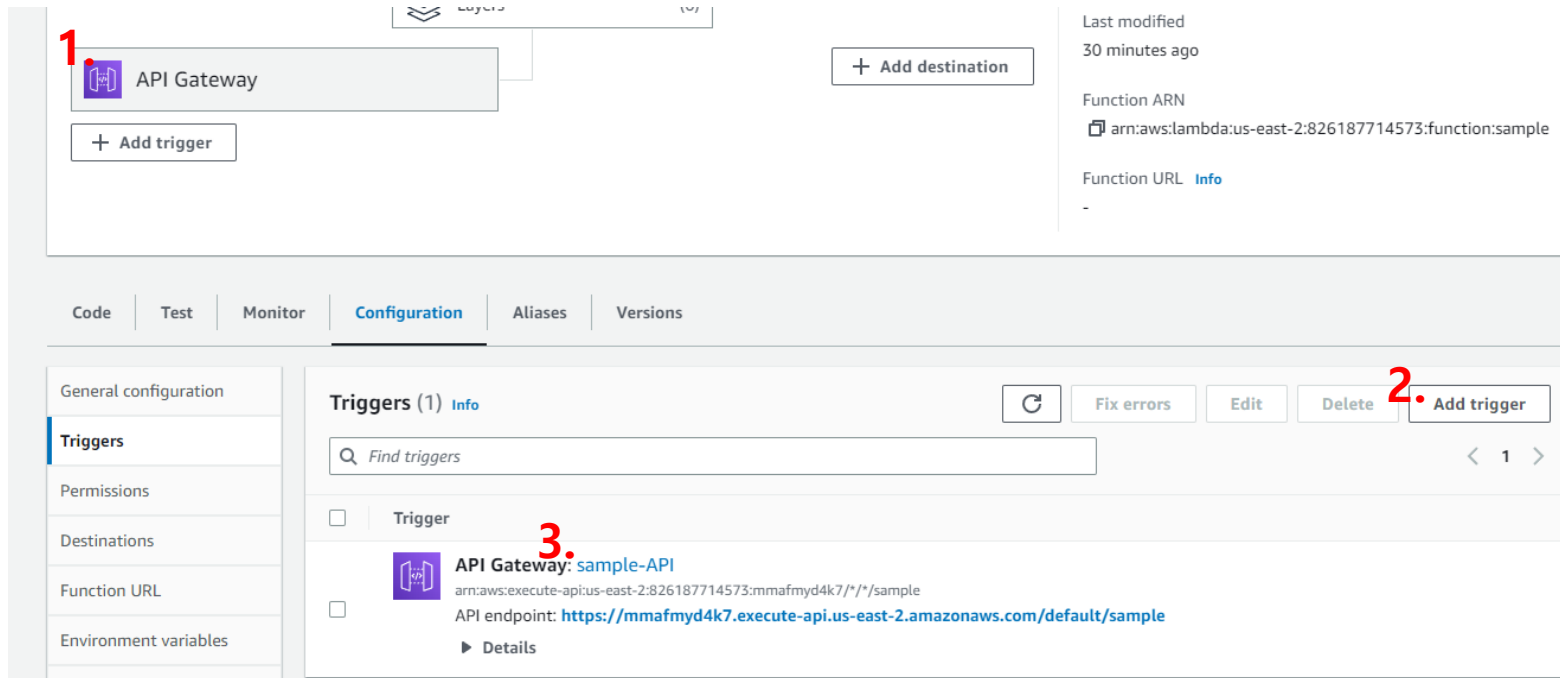 Layers (0)
Last modified
30 minutes ago
1.
API Gateway
+ Add destination
Function ARN
arn:aws:lambda:us-east-2:826187714573:function:sample
+ Add trigger
Function URL Info
-
Code Test Monitor Configuration Aliases Versions
General configuration
Triggers
Permissions
Destinations
Function URL
Environment variables
Triggers (1) Info
Fix errors Edit Delete 2. Add trigger
Find triggers
< 1 >
Trigger
3.
API Gateway: sample-API
arn:aws:execute-api:us-east-2:826187714573:mmafmyd4k7/*/*/sample
API endpoint: https://mmafmyd4k7.execute-api.us-east-2.amazonaws.com/default/sample
Details